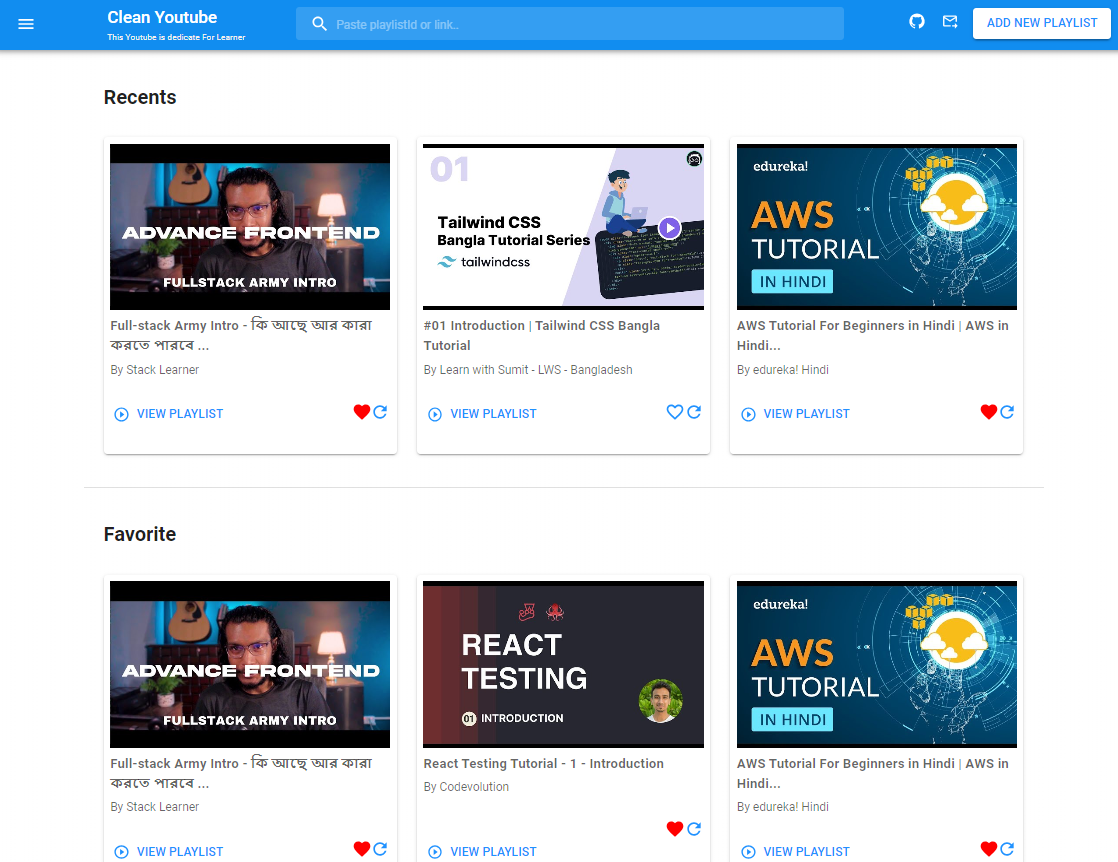 Clean Youtube
This Youtube is dedicate For Learner
Paste playlistId or link..
ADD NEW PLAYLIST
Recents
ADVANCE FRONTEND
FULLSTACK ARMY INTRO
Full-stack Army Intro - কি আছে আর কারা
করতে পারবে ...
By Stack Learner
VIEW PLAYLIST
01
Tailwind CSS
Bangla Tutorial Series
tailwindcss
#01 Introduction | Tailwind CSS Bangla
Tutorial
By Learn with Sumit - LWS - Bangladesh
VIEW PLAYLIST
edureka!
AWS
TUTORIAL
IN HINDI
AWS Tutorial For Beginners in Hindi | AWS in
Hindi...
By edureka! Hindi
VIEW PLAYLIST
Favorite
ADVANCE FRONTEND
FULLSTACK ARMY INTRO
Full-stack Army Intro - কি আছে আর কারা
করতে পারবে ...
By Stack Learner
VIEW PLAYLIST
REACT
TESTING
01 INTRODUCTION
React Testing Tutorial - 1 - Introduction
By Codevolution
VIEW PLAYLIST
edureka!
AWS
TUTORIAL
IN HINDI
AWS Tutorial For Beginners in Hindi | AWS in
Hindi...
By edureka! Hindi
VIEW PLAYLIST